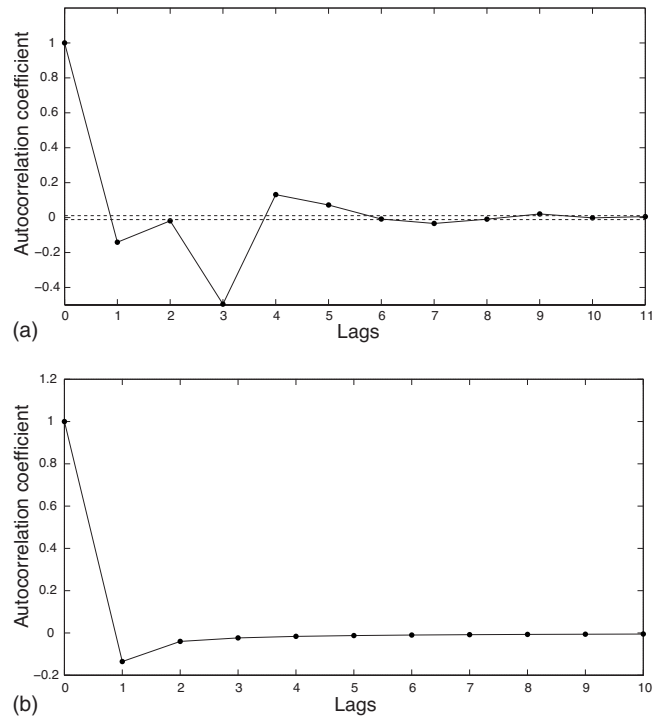 1
0.8
0.6
0.4
0.2
0
−0.2
−0.4
Autocorrelation coefficient
0 1 2 3 4 5 6 7 8 9 10 11
Lags
(a)
1.2
1
0.8
0.6
0.4
0.2
0
−0.2
Autocorrelation coefficient
0 1 2 3 4 5 6 7 8 9 10
Lags
(b)